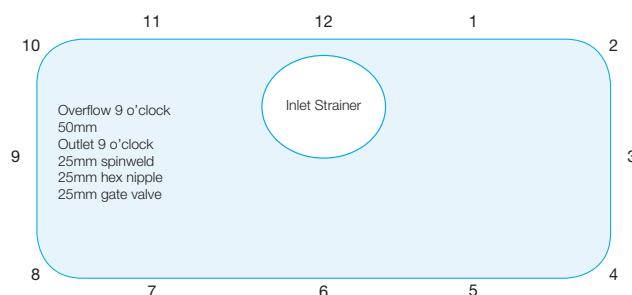 11 12 1
10 2
Inlet Strainer
Overflow 9 o'clock
50mm
Outlet 9 o'clock
25mm spinweld
25mm hex nipple
25mm gate valve
9 3
8 4
7 6 5